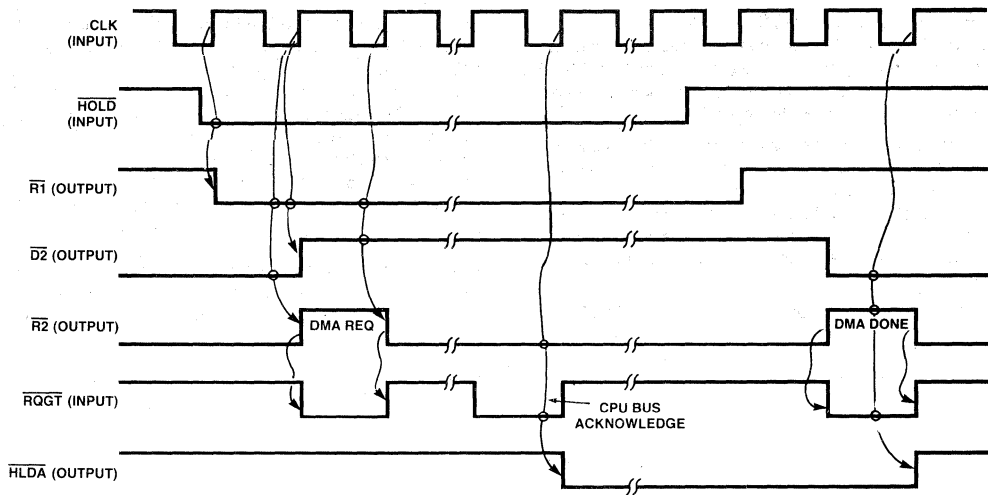 CLK
(INPUT)
HOLD
(INPUT)
R1 (OUTPUT)
D2 (OUTPUT)
R2 (OUTPUT)
DMA REQ
DMA DONE
RQGT (INPUT)
CPU BUS
ACKNOWLEDGE
HLDA (OUTPUT)